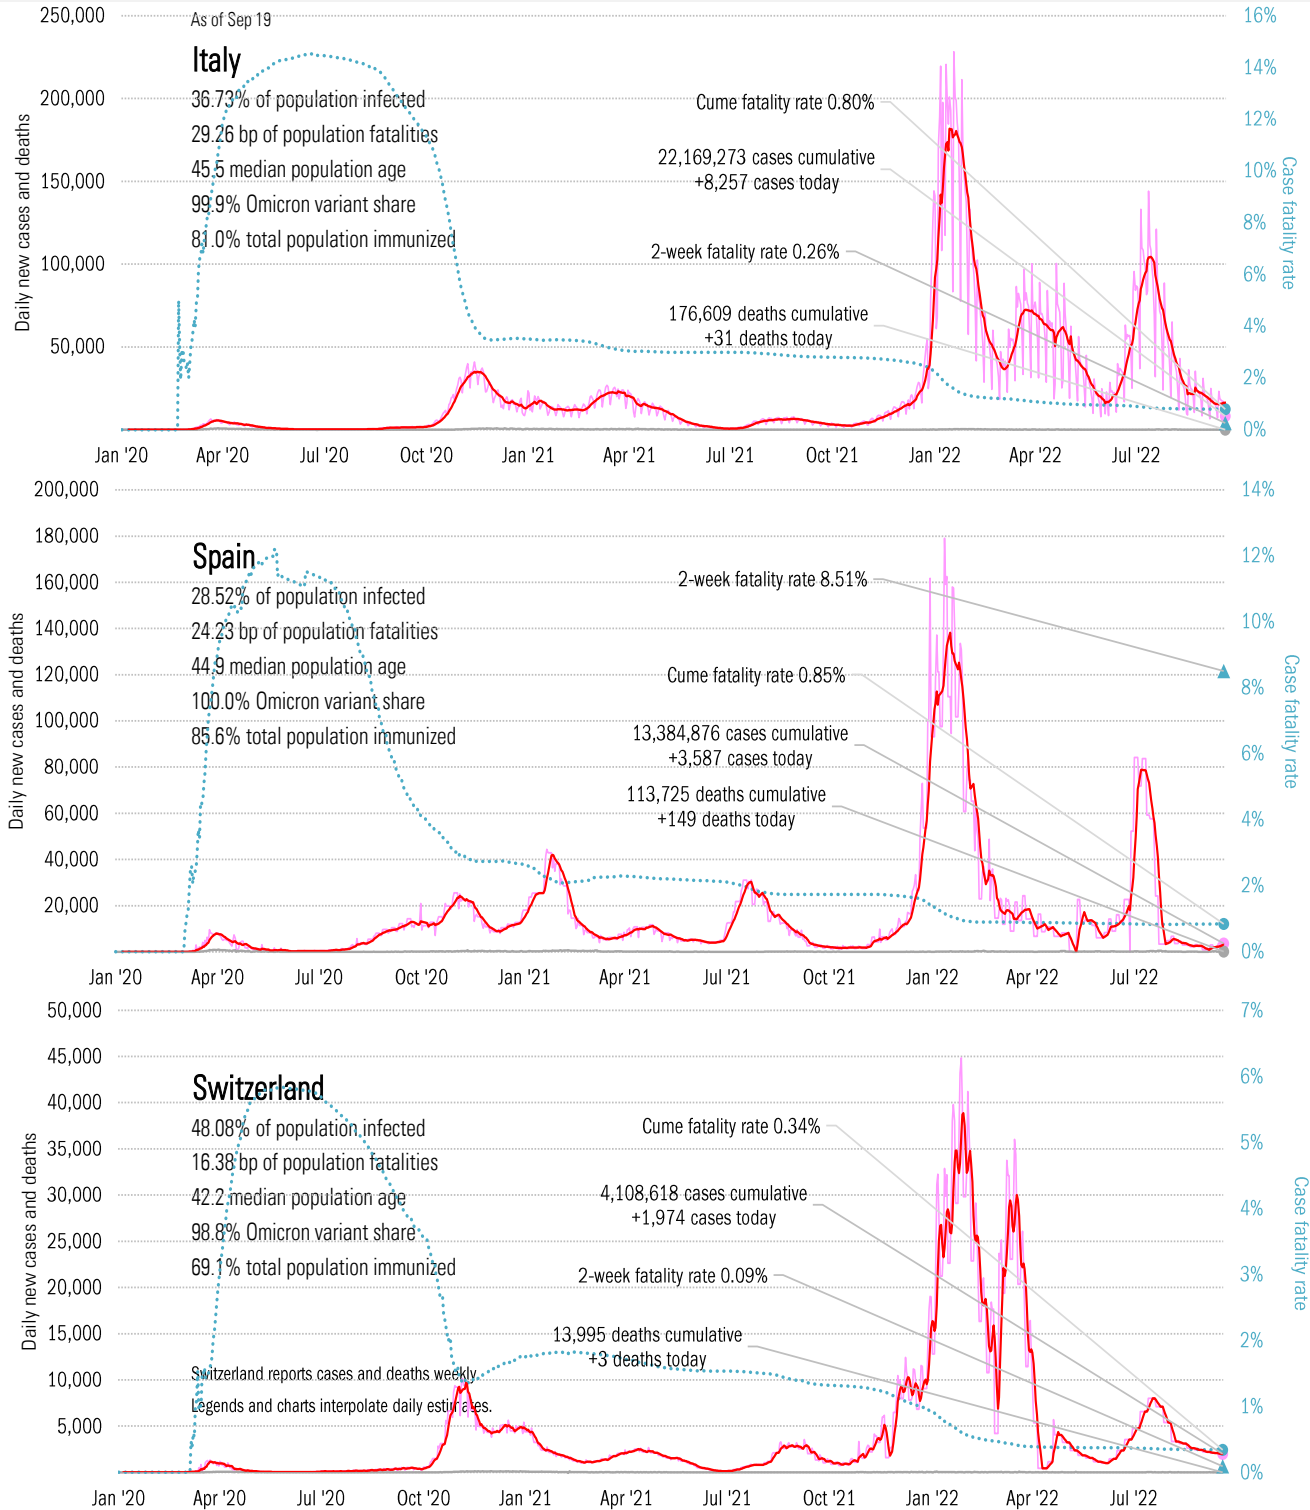 250,000
As of Sep 19
16%
Italy
14%
36.73% of population infected
200,000
Cume fatality rate 0.80%
12%
29.26 bp of population fatalities
22,169,273 cases cumulative
+8,257 cases today
45.5 median population age
150,000
10%
99.9% Omicron variant share
8%
81.0% total population immunized
2-week fatality rate 0.26%
100,000
6%
176,609 deaths cumulative
+31 deaths today
50,000
4%
2%
0%
Daily new cases and deaths
Case fatality rate
Jan '20 Apr '20 Jul '20 Oct '20 Jan '21 Apr '21 Jul '21 Oct '21 Jan '22 Apr '22 Jul '22
200,000
14%
180,000
Spain
12%
160,000
2-week fatality rate 8.51%
28.52% of population infected
140,000
24.23 bp of population fatalities
10%
44.9 median population age
120,000
Cume fatality rate 0.85%
8%
100.0% Omicron variant share
100,000
13,384,876 cases cumulative
+3,587 cases today
85.6% total population immunized
80,000
6%
113,725 deaths cumulative
+149 deaths today
60,000
4%
40,000
2%
20,000
0%
Daily new cases and deaths
Case fatality rate
Jan '20 Apr '20 Jul '20 Oct '20 Jan '21 Apr '21 Jul '21 Oct '21 Jan '22 Apr '22 Jul '22
50,000
7%
45,000
6%
Switzerland
40,000
48.08% of population infected
Cume fatality rate 0.34%
35,000
5%
16.38 bp of population fatalities
30,000
42.2 median population age
4,108,618 cases cumulative
+1,974 cases today
4%
98.8% Omicron variant share
25,000
69.1% total population immunized
2-week fatality rate 0.09%
3%
20,000
15,000
13,995 deaths cumulative
+3 deaths today
2%
10,000
Switzerland reports cases and deaths weekly.
Legends and charts interpolate daily estimates.
1%
5,000
0%
Daily new cases and deaths
Case fatality rate
Jan '20 Apr '20 Jul '20 Oct '20 Jan '21 Apr '21 Jul '21 Oct '21 Jan '22 Apr '22 Jul '22